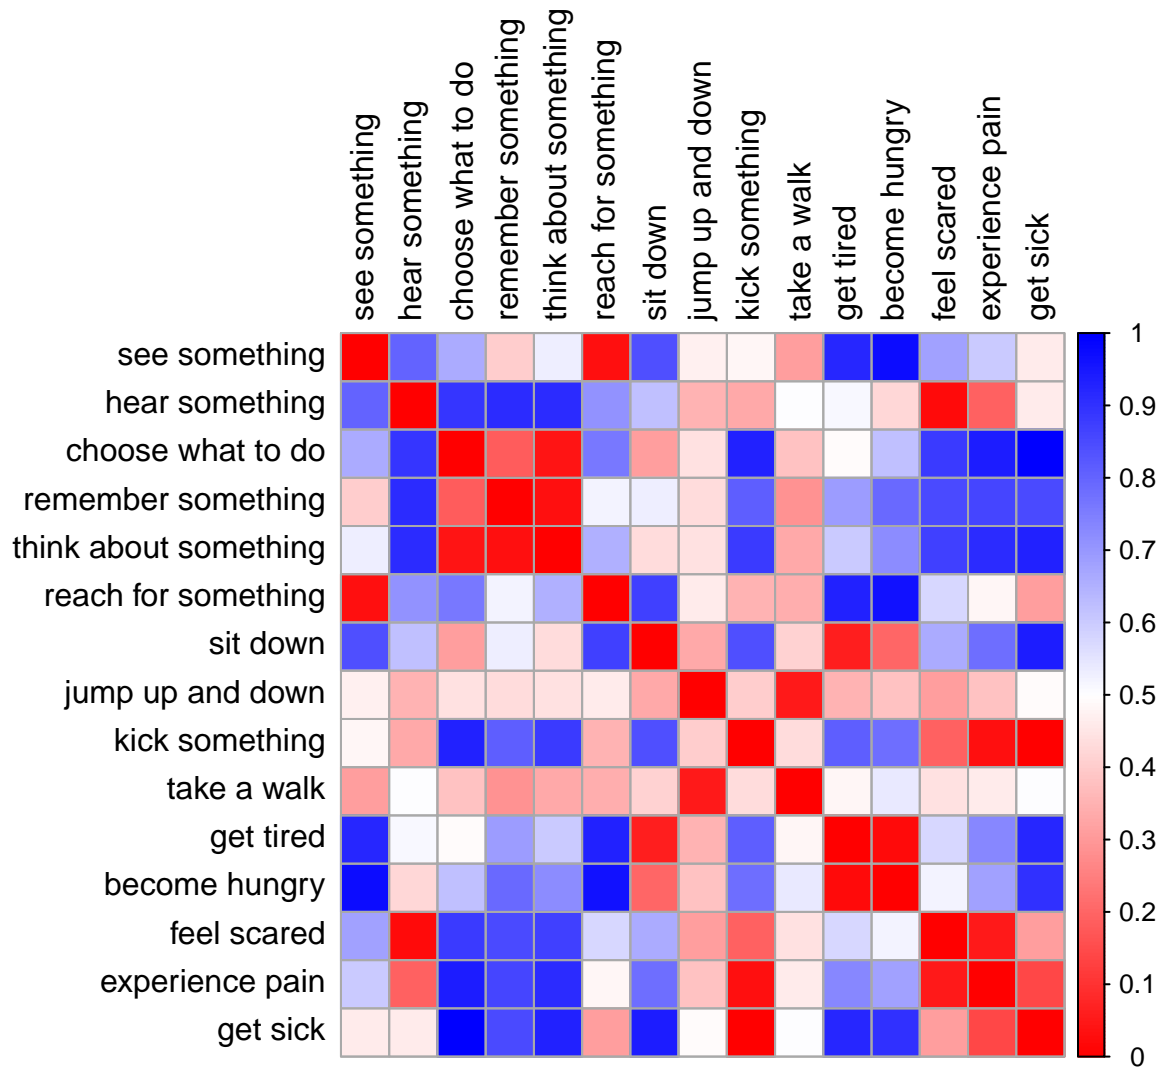 see something
hear something
choose what to do
remember something
think about something
reach for something
sit down
jump up and down
kick something
take a walk
get tired
become hungry
feel scared
experience pain
get sick
see something
hear something
choose what to do
remember something
think about something
reach for something
sit down
jump up and down
kick something
take a walk
get tired
become hungry
feel scared
experience pain
get sick
1
0.9
0.8
0.7
0.6
0.5
0.4
0.3
0.2
0.1
0